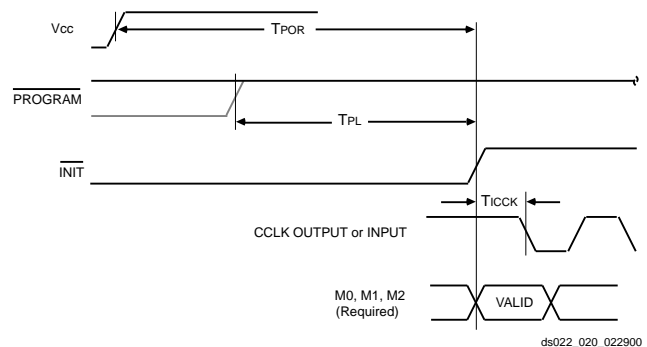 Vcc
TPOR
PROGRAM
TPL
INIT
TICCK
CCLK OUTPUT or INPUT
M0, M1, M2
(Required)
VALID
ds022_020_022900